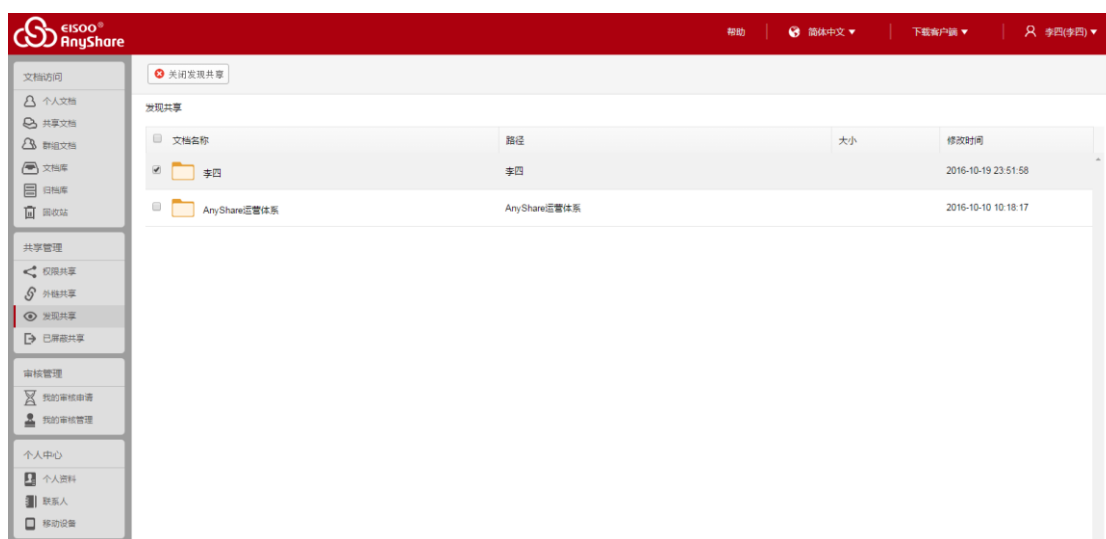 EISOO®
AnyShare
帮助 简体中文 ▼ 下载客户端 ▼ 李四(李四) ▼
文档访问
个人文档
共享文档
群组文档
文档库
归档库
回收站
共享管理
权限共享
外链共享
发现共享
已屏蔽共享
审核管理
我的审核申请
我的审核管理
个人中心
个人资料
联系人
移动设备
关闭发现共享
发现共享
文档名称 路径 大小 修改时间
李四 李四 2016-10-19 23:51:58
AnyShare运营体系 AnyShare运营体系 2016-10-10 10:18:17